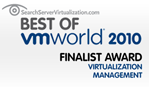 SearchServerVirtualization.com
BEST OF
vmworld 2010
FINALIST AWARD
VIRTUALIZATION
MANAGEMENT